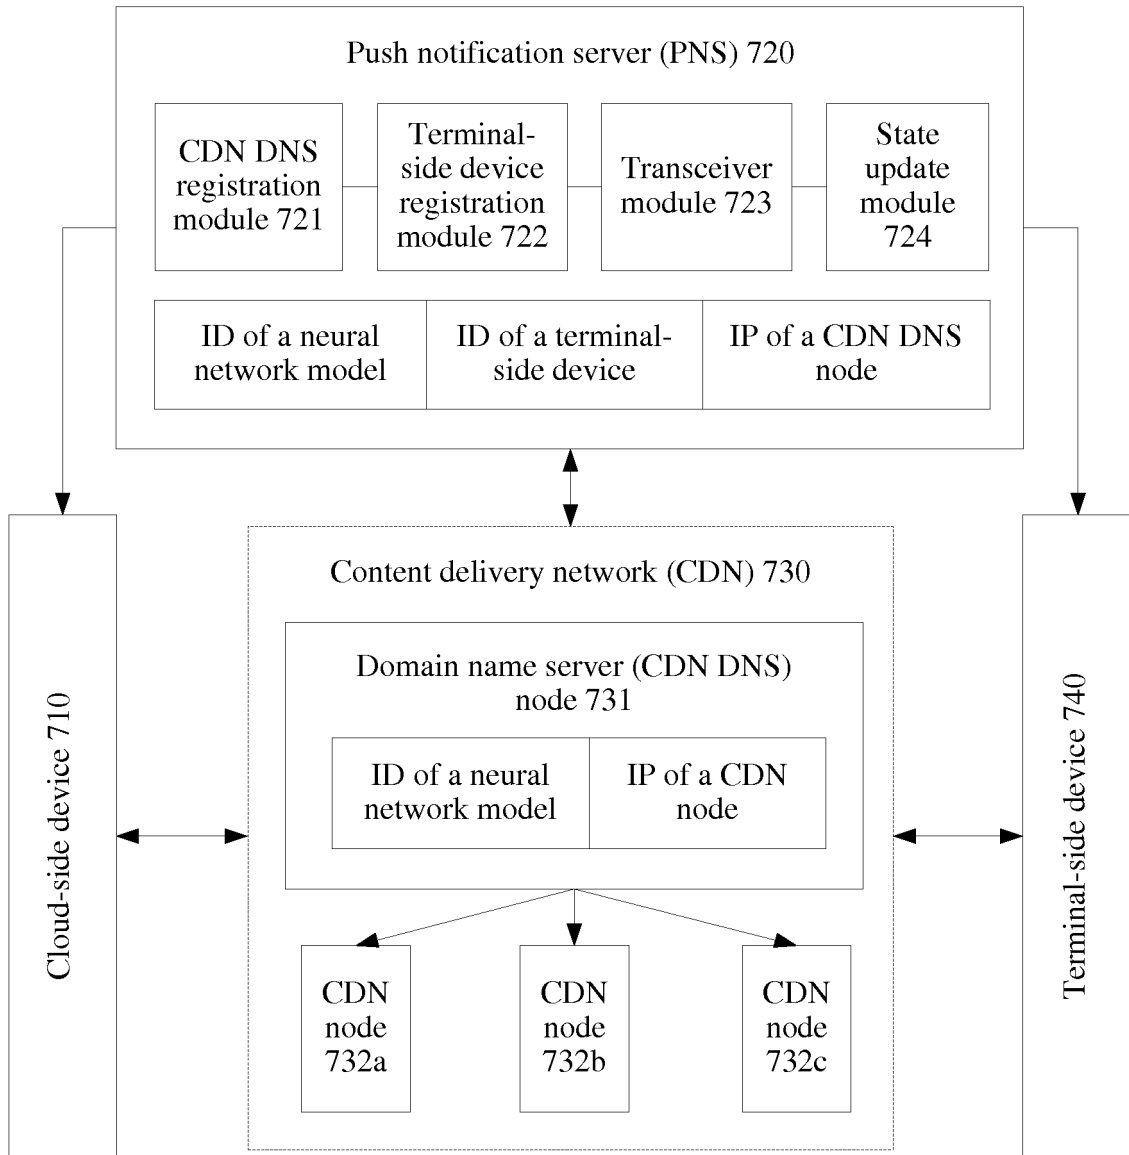 Push notification server (PNS) 720
CDN DNS
registration
module 721
Terminal-
side device
registration
module 722
Transceiver
module 723
State
update
module
724
ID of a neural
network model
ID of a terminal-
side device
IP of a CDN DNS
node
Content delivery network (CDN) 730
Domain name server (CDN DNS)
node 731
ID of a neural
network model
IP of a CDN
node
CDN
node
732a
CDN
node
732b
CDN
node
732c
Cloud-side device 710
Terminal-side device 740